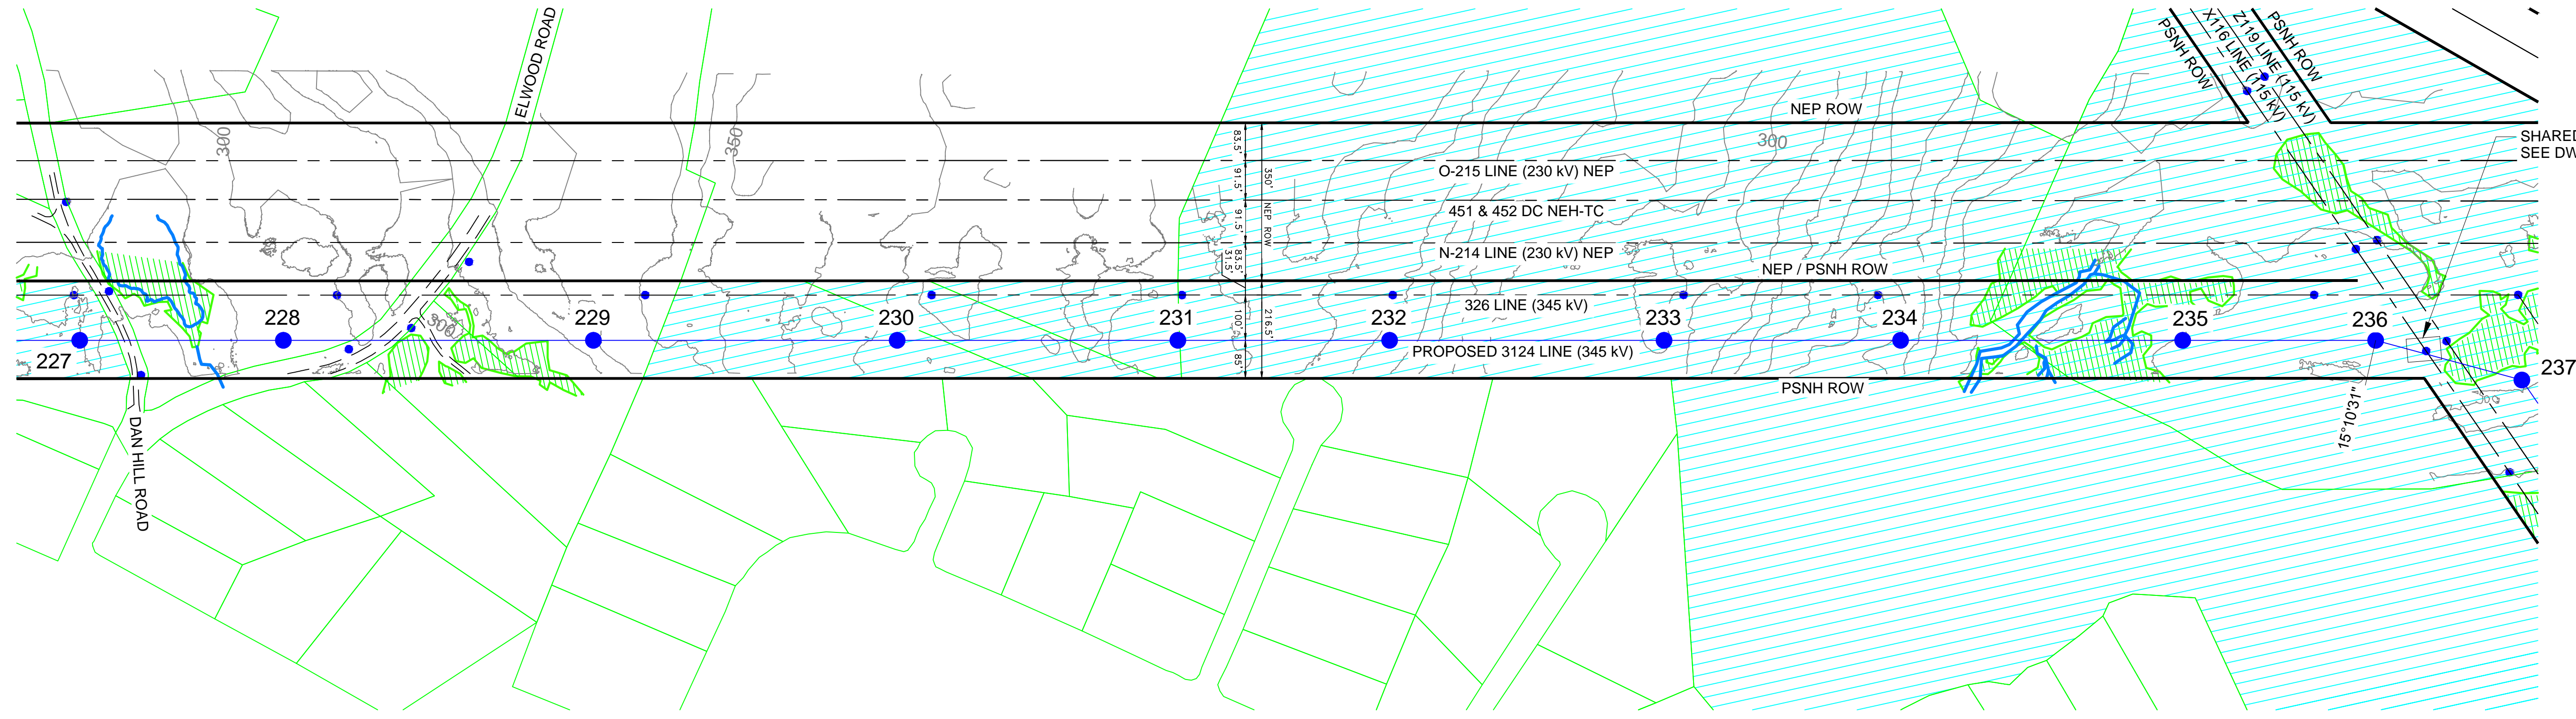 ELWOOD ROAD
PSNH ROW
X116 LINE (115 kV)
Z119 LINE (115 kV)
PSNH ROW
NEP ROW
300
350
300
SHARED
SEE DW
83.5'
91.5'
91.5'
83.5'
31.5'
100'
85'
350'
NEP ROW
216.5'
O-215 LINE (230 kV) NEP
451 & 452 DC NEH-TC
N-214 LINE (230 kV) NEP
NEP / PSNH ROW
326 LINE (345 kV)
300
227
228
229
230
231
232
233
234
235
236
237
PROPOSED 3124 LINE (345 kV)
PSNH ROW
15°10'31"
DAN HILL ROAD